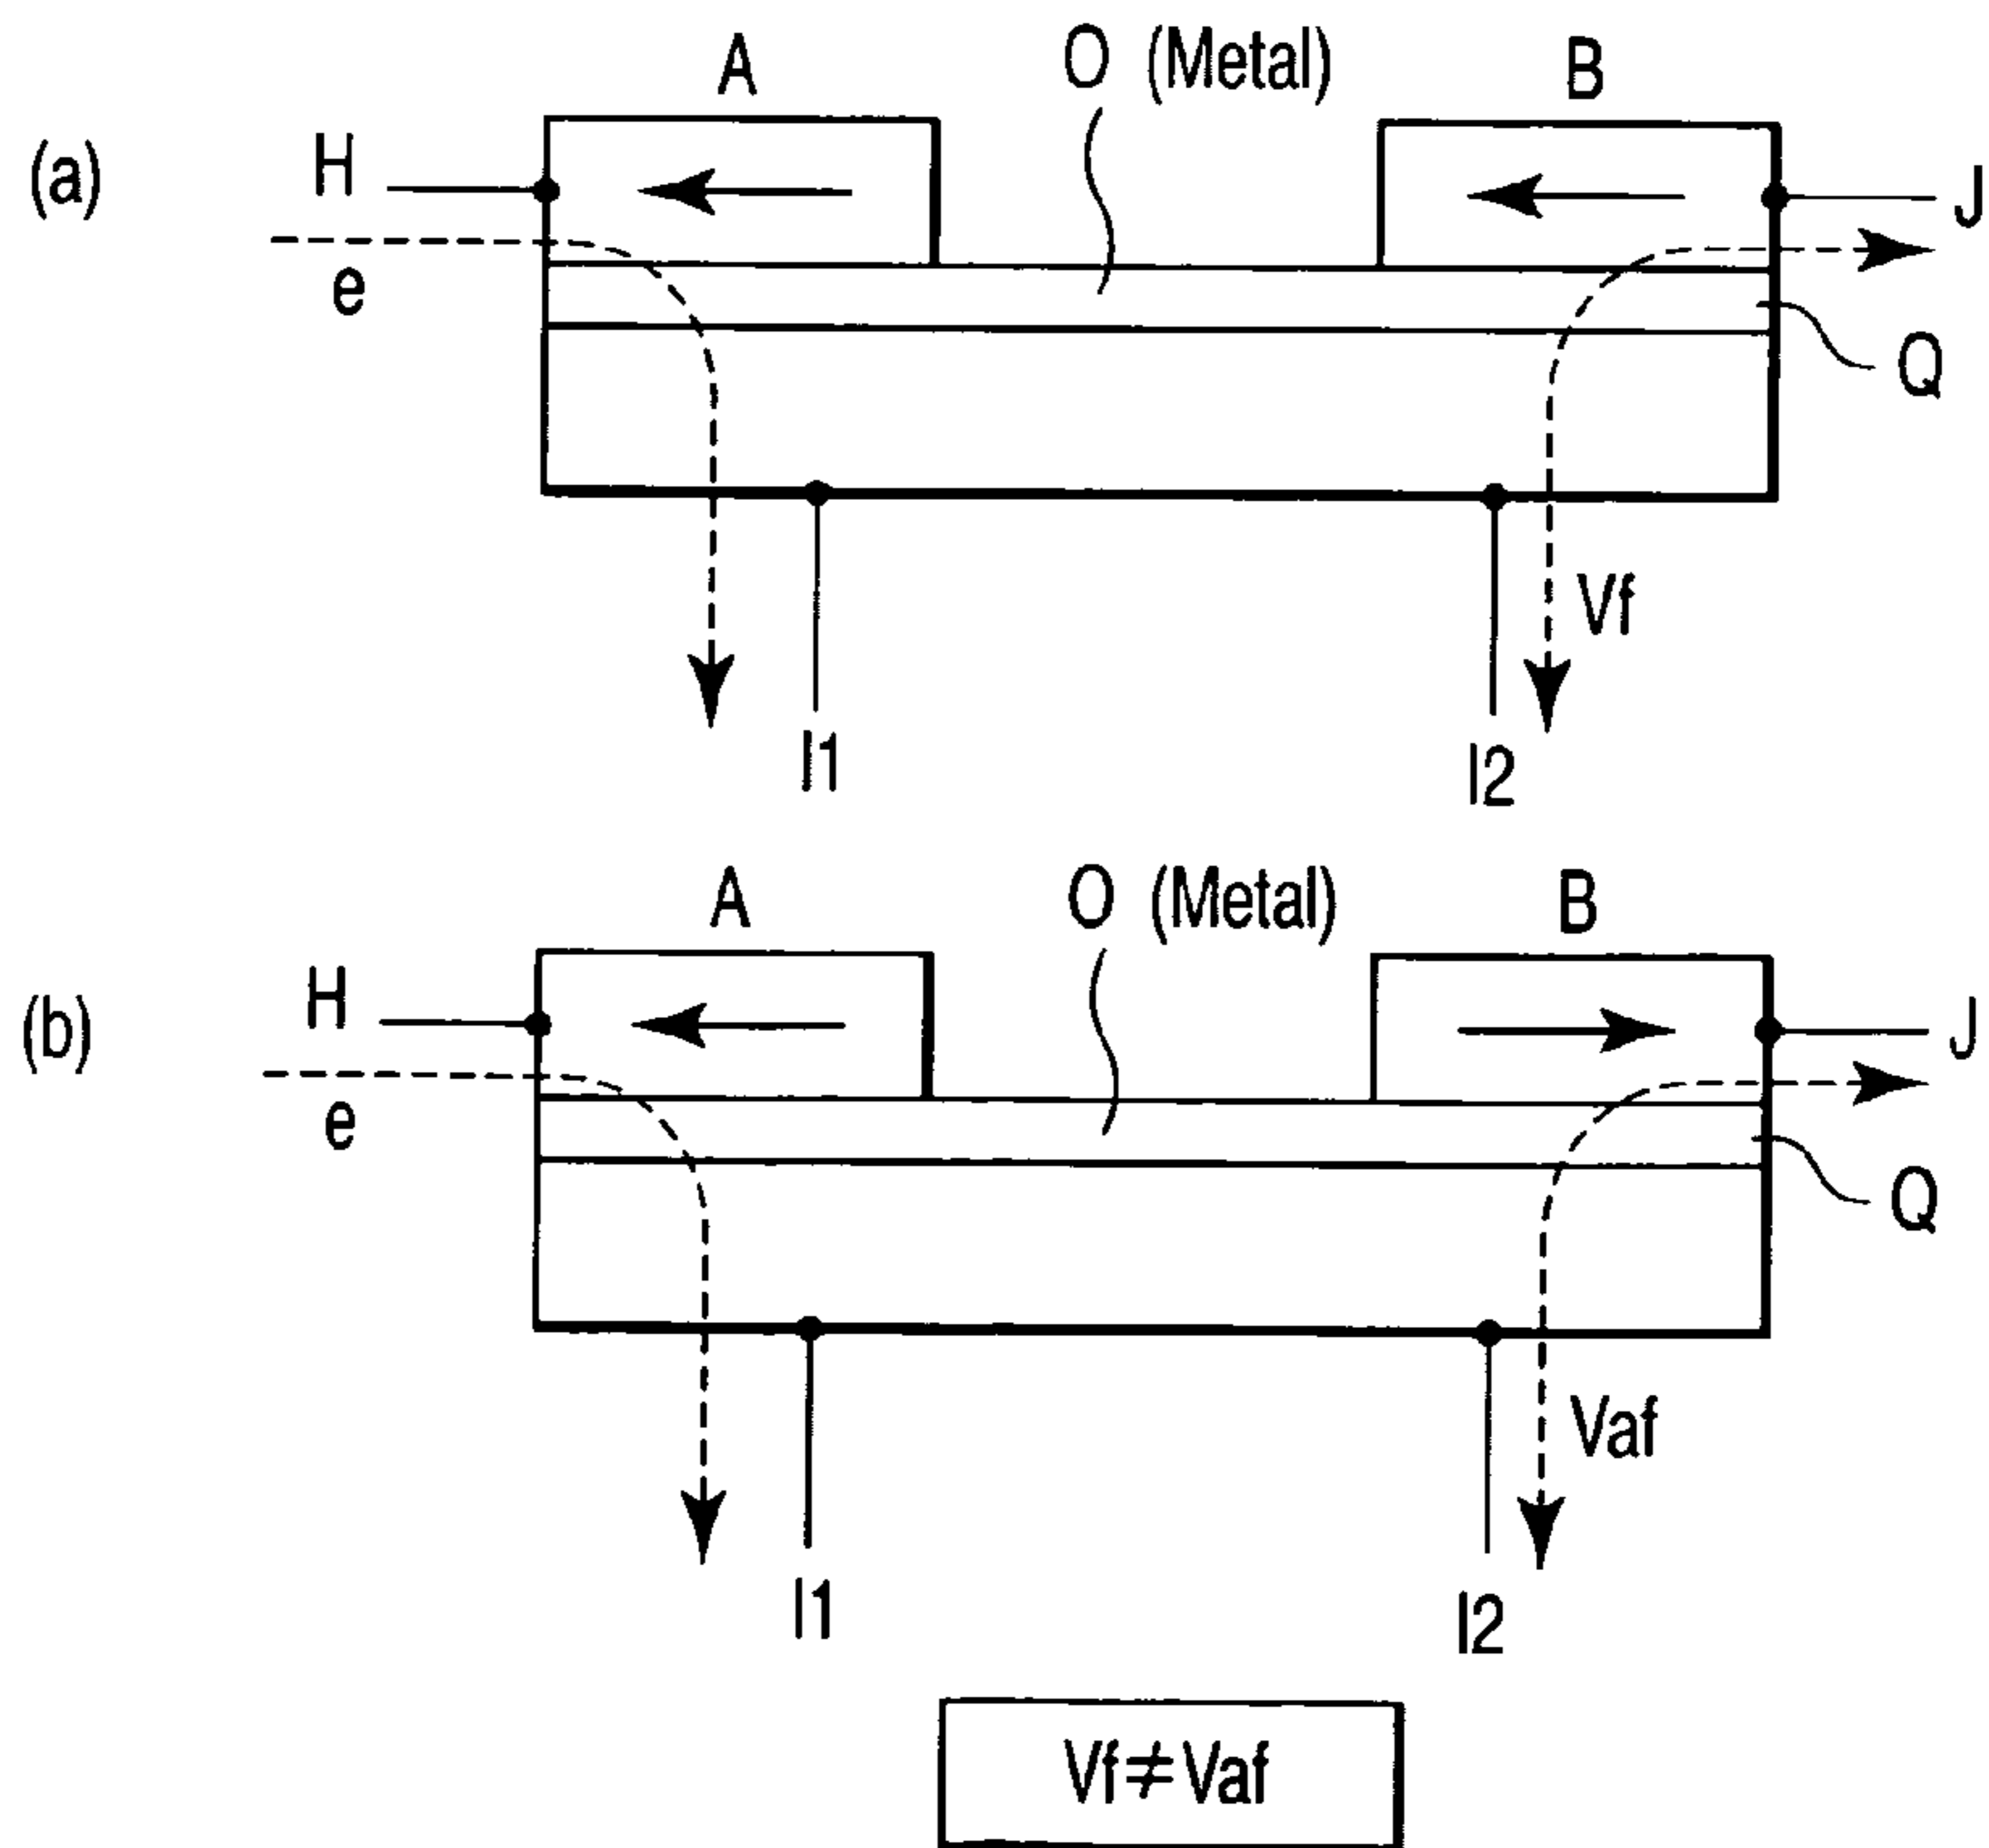 A
O (Metal)
B
(a)
H
J
e
Q
Vf
I1
I2
A
O (Metal)
B
(b)
H
J
e
Q
Vaf
I1
I2
Vf≠Vaf